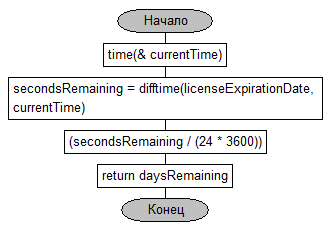 Начало
time(& currentTime)
secondsRemaining = difftime(licenseExpirationDate,
currentTime)
(secondsRemaining / (24 * 3600))
return daysRemaining
Конец